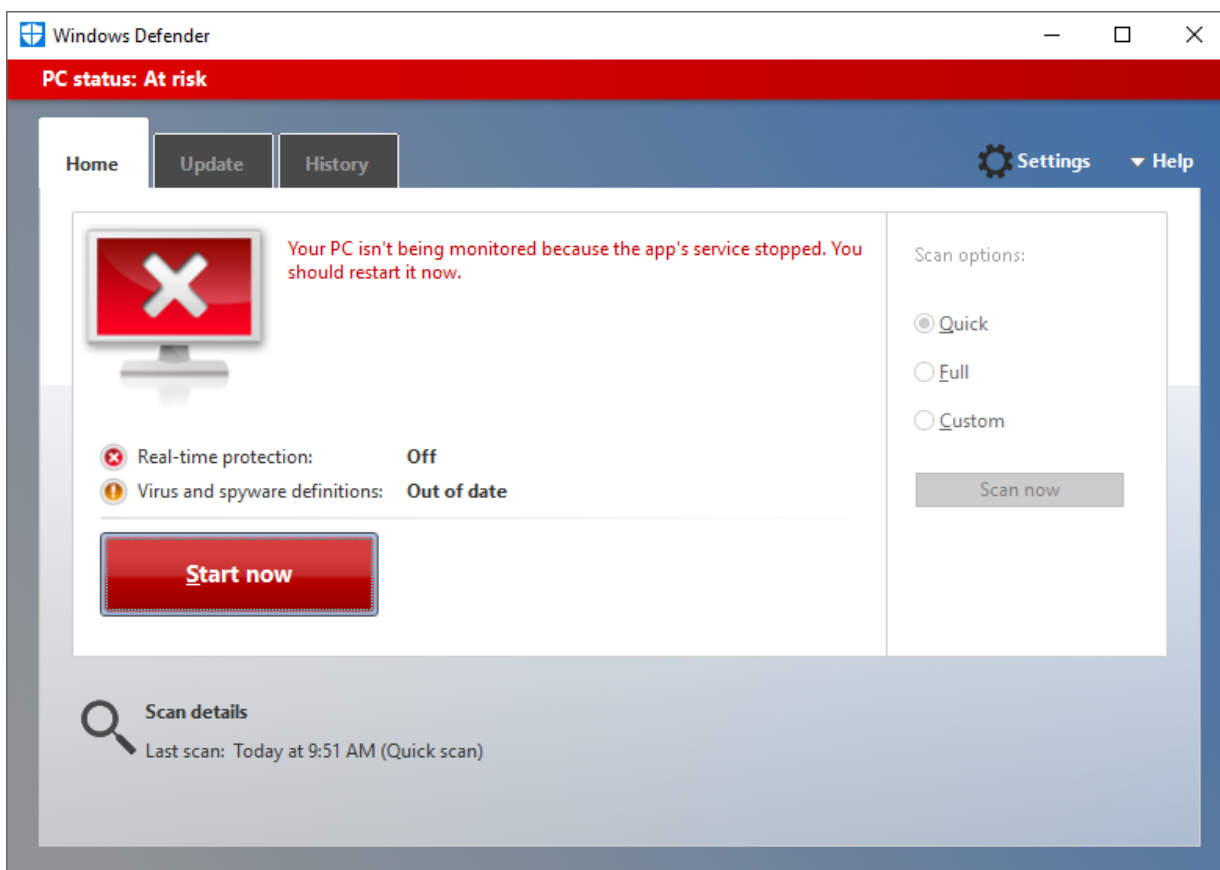 Windows Defender
PC status: At risk
Home
Update
History
Settings
Help
Your PC isn't being monitored because the app's service stopped. You
should restart it now.
Real-time protection: Off
Virus and spyware definitions: Out of date
Start now
Scan options:
Quick
Full
Custom
Scan now
Scan details
Last scan: Today at 9:51 AM (Quick scan)